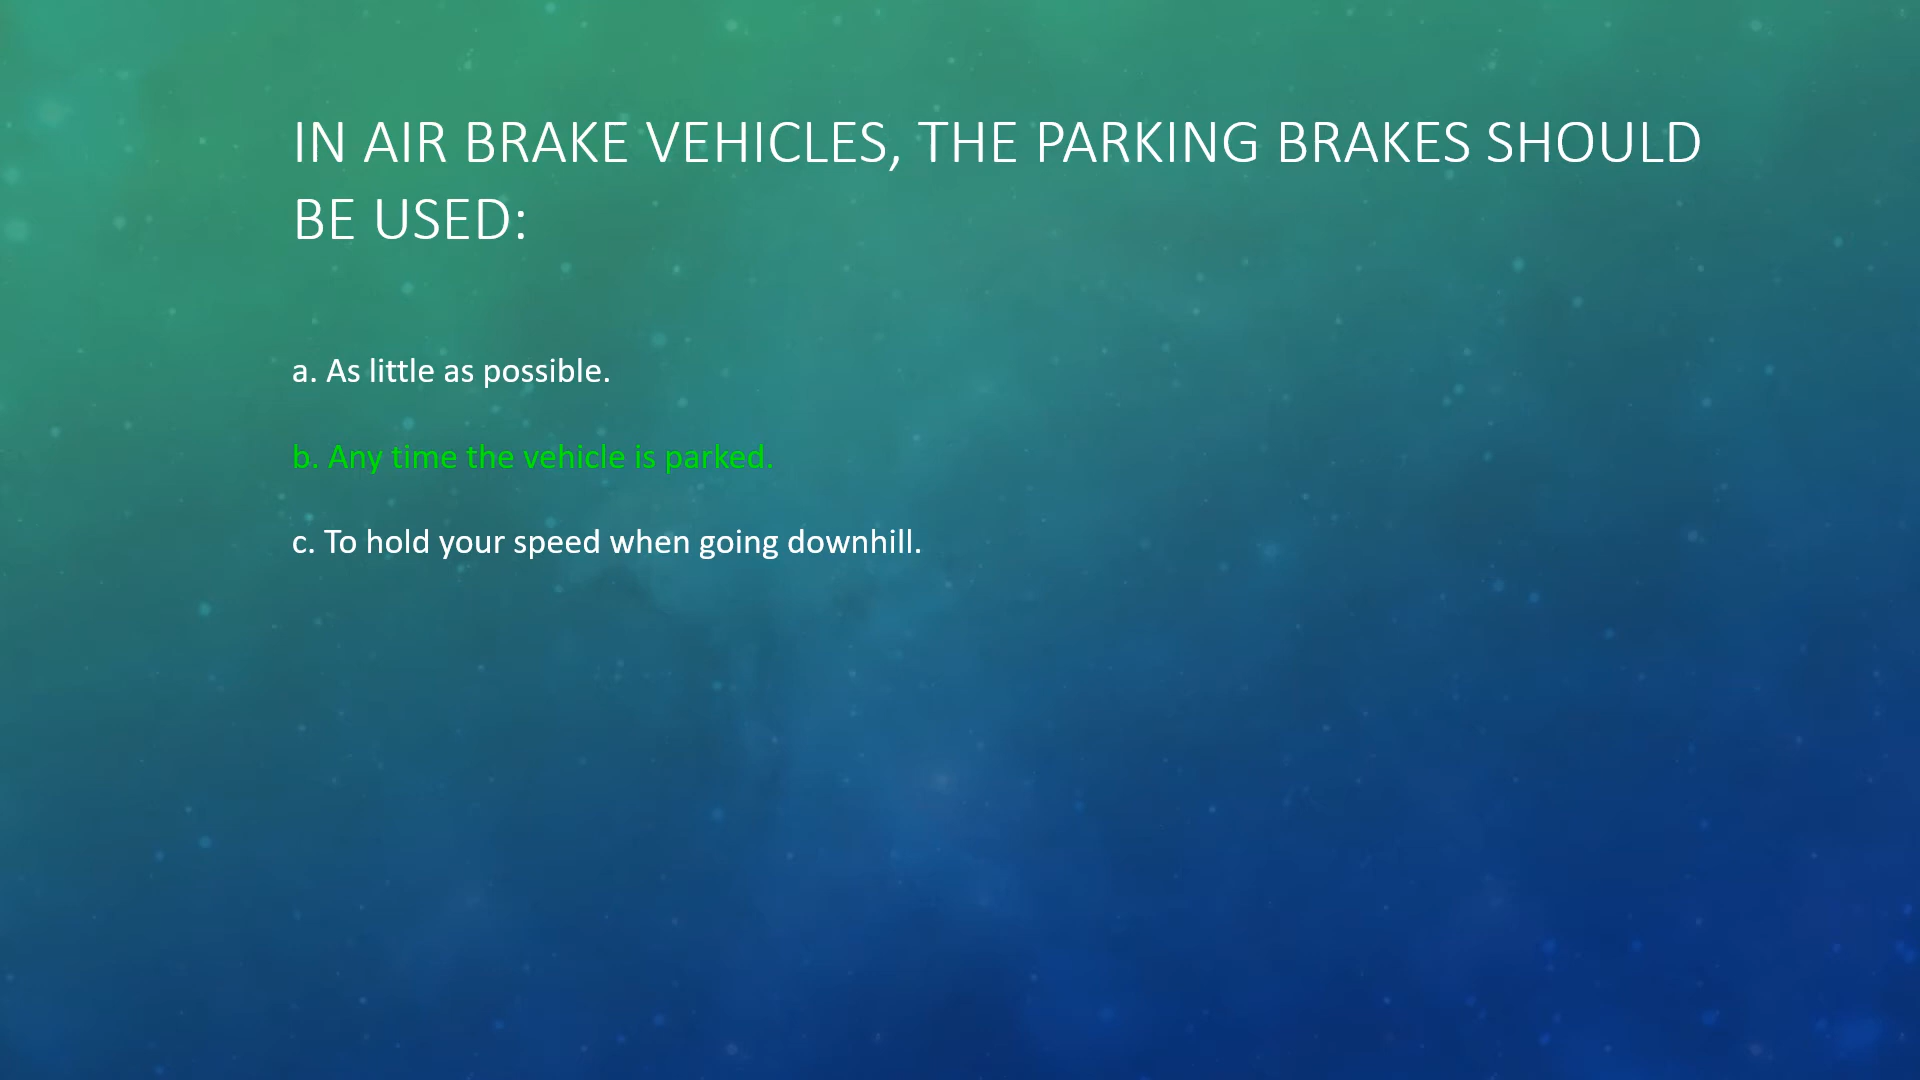 IN AIR BRAKE VEHICLES, THE PARKING BRAKES SHOULD
BE USED:
a. As little as possible.
b. Any time the vehicle is parked.
c. To hold your speed when going downhill.